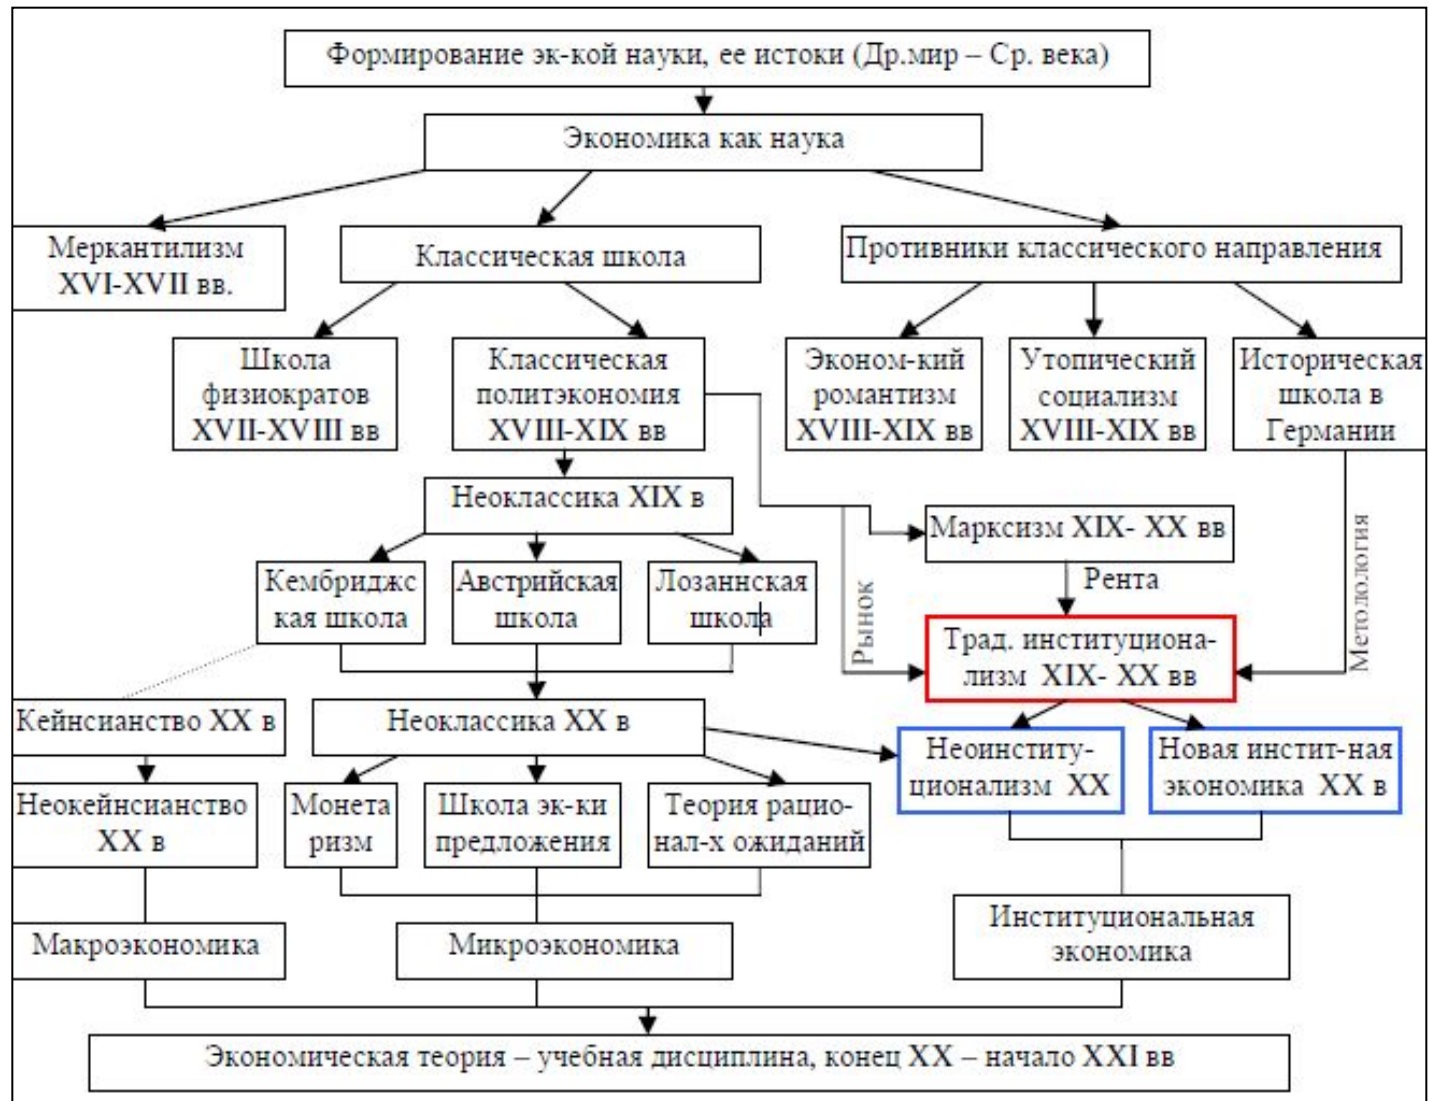 Формирование эк-кой науки, ее истоки (Др.мир – Ср. века)
Экономика как наука
Меркантилизм
XVI-XVII вв.
Классическая школа
Противники классического направления
Школа
физиократов
XVII-XVIII вв
Классическая
политэкономия
XVIII-XIX вв
Эконом-кий
романтизм
XVIII-XIX вв
Утопический
социализм
XVIII-XIX вв
Историческая
школа в
Германии
Неоклассика XIX в
Марксизм XIX- XX вв
Кембриджс
кая школа
Австрийская
школа
Лозаннская
школа
Рента
Рынок
Метолология
Трад. институциона-
лизм XIX- XX вв
Кейнсианство XX в
Неоклассика XX в
Неоинститу-
ционализм XX
Новая инстит-ная
экономика XX в
Неокейнсианство
XX в
Монета
ризм
Школа эк-ки
предложения
Теория рацио-
нал-х ожиданий
Макроэкономика
Микроэкономика
Институциональная
экономика
Экономическая теория – учебная дисциплина, конец XX – начало XXI вв